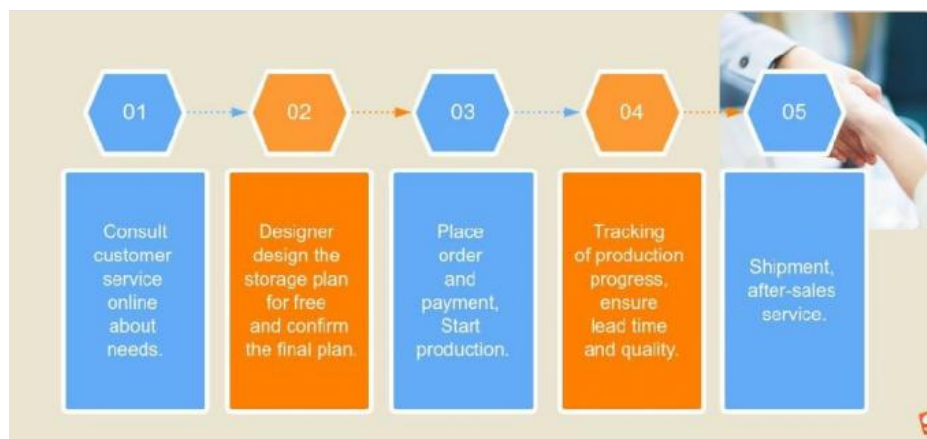 01
02
03
04
05
Consult
customer
service
online
about
needs.
Designer
design the
storage plan
for free
and confirm
the final plan.
Place
order
and
payment,
Start
production.
Tracking
of production
progress,
ensure
lead time
and quality.
Shipment,
after-sales
service.